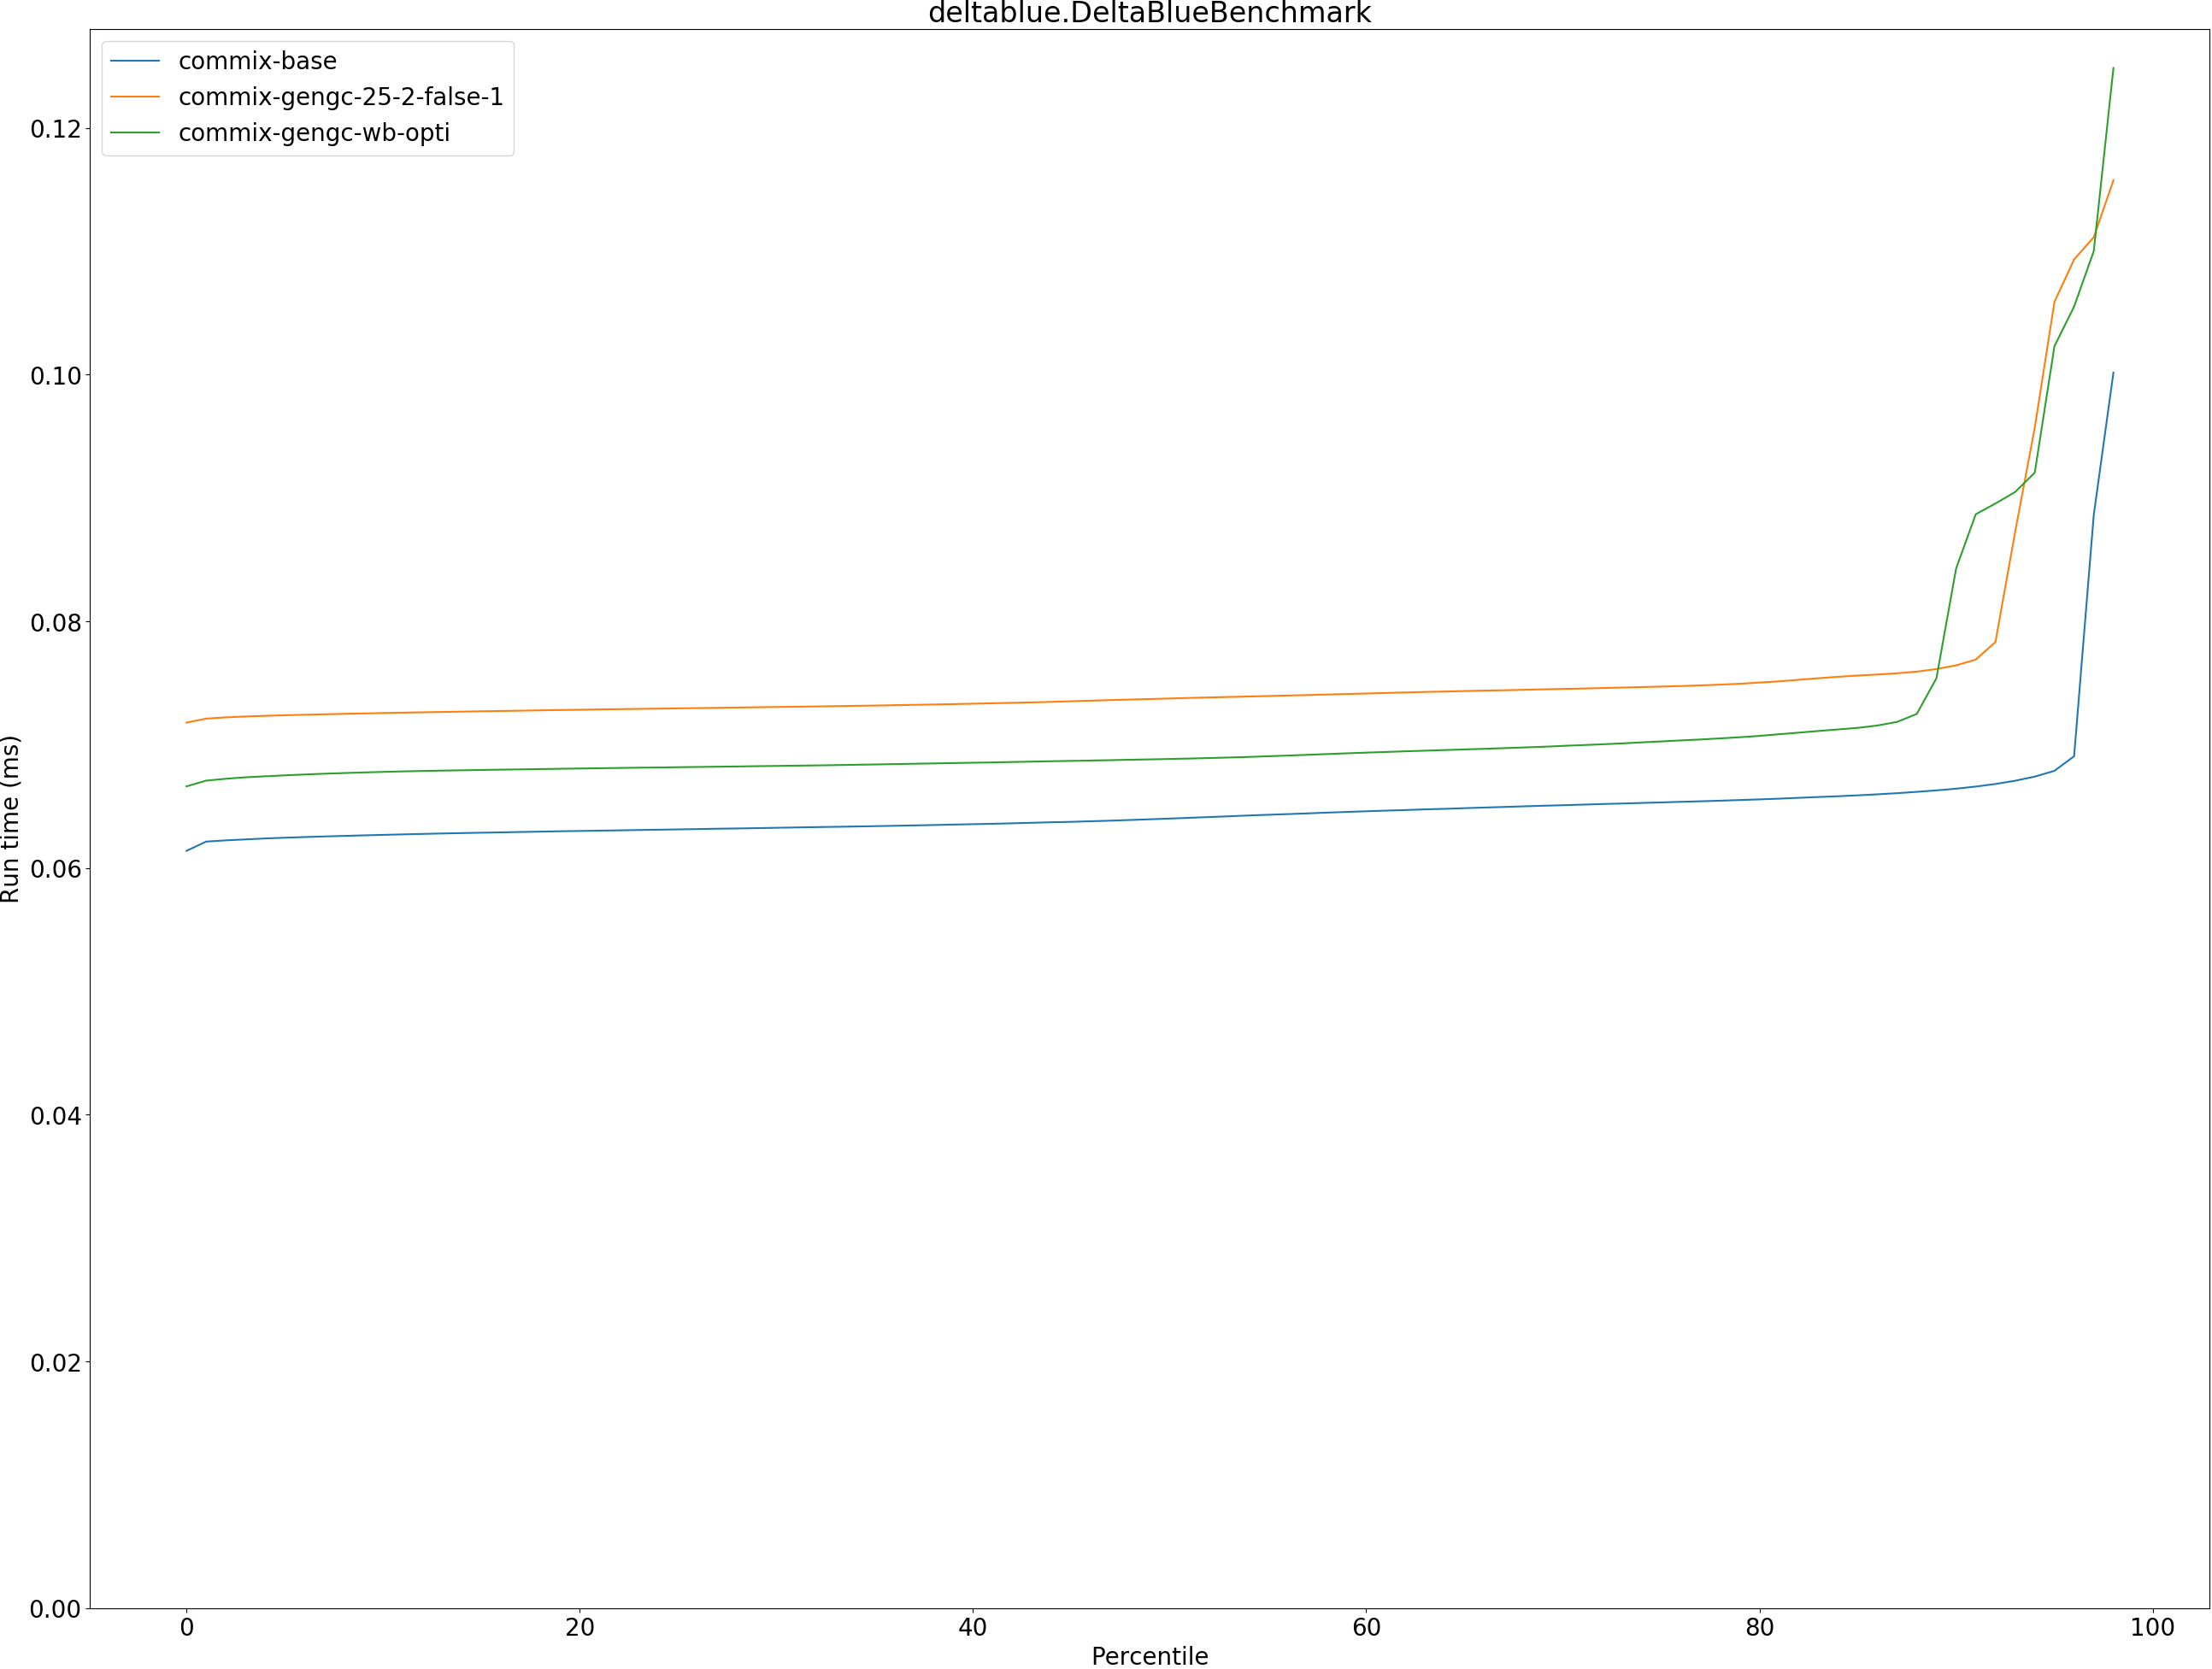 deltablue.DeltaBlueBenchmark
commix-base
commix-gengc-25-2-false-1
commix-gengc-wb-opti
0.12
0.10
0.08
0.06
0.04
0.02
0.00
Run time (ms)
0 20 40 60 80 100
Percentile